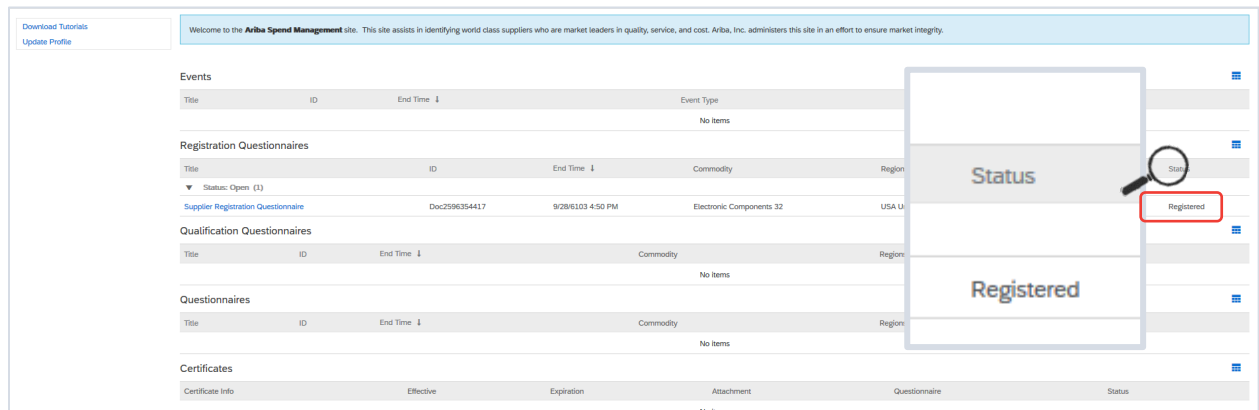 Download Tutorials
Update Profile
Welcome to the Ariba Spend Management site. This site assists in identifying world class suppliers who are market leaders in quality, service, and cost. Ariba, Inc. administers this site in an effort to ensure market integrity.
Events
Title ID End Time ↓ Event Type
No items
Registration Questionnaires
Title ID End Time ↓ Commodity Region Status
▼ Status: Open (1)
Supplier Registration Questionnaire Doc2596354417 9/28/6103 4:50 PM Electronic Components 32 USA Registered
Status
Registered
Qualification Questionnaires
Title ID End Time ↓ Commodity Region
No items
Questionnaires
Title ID End Time ↓ Commodity Region
No items
Certificates
Certificate Info Effective Expiration Attachment Questionnaire Status